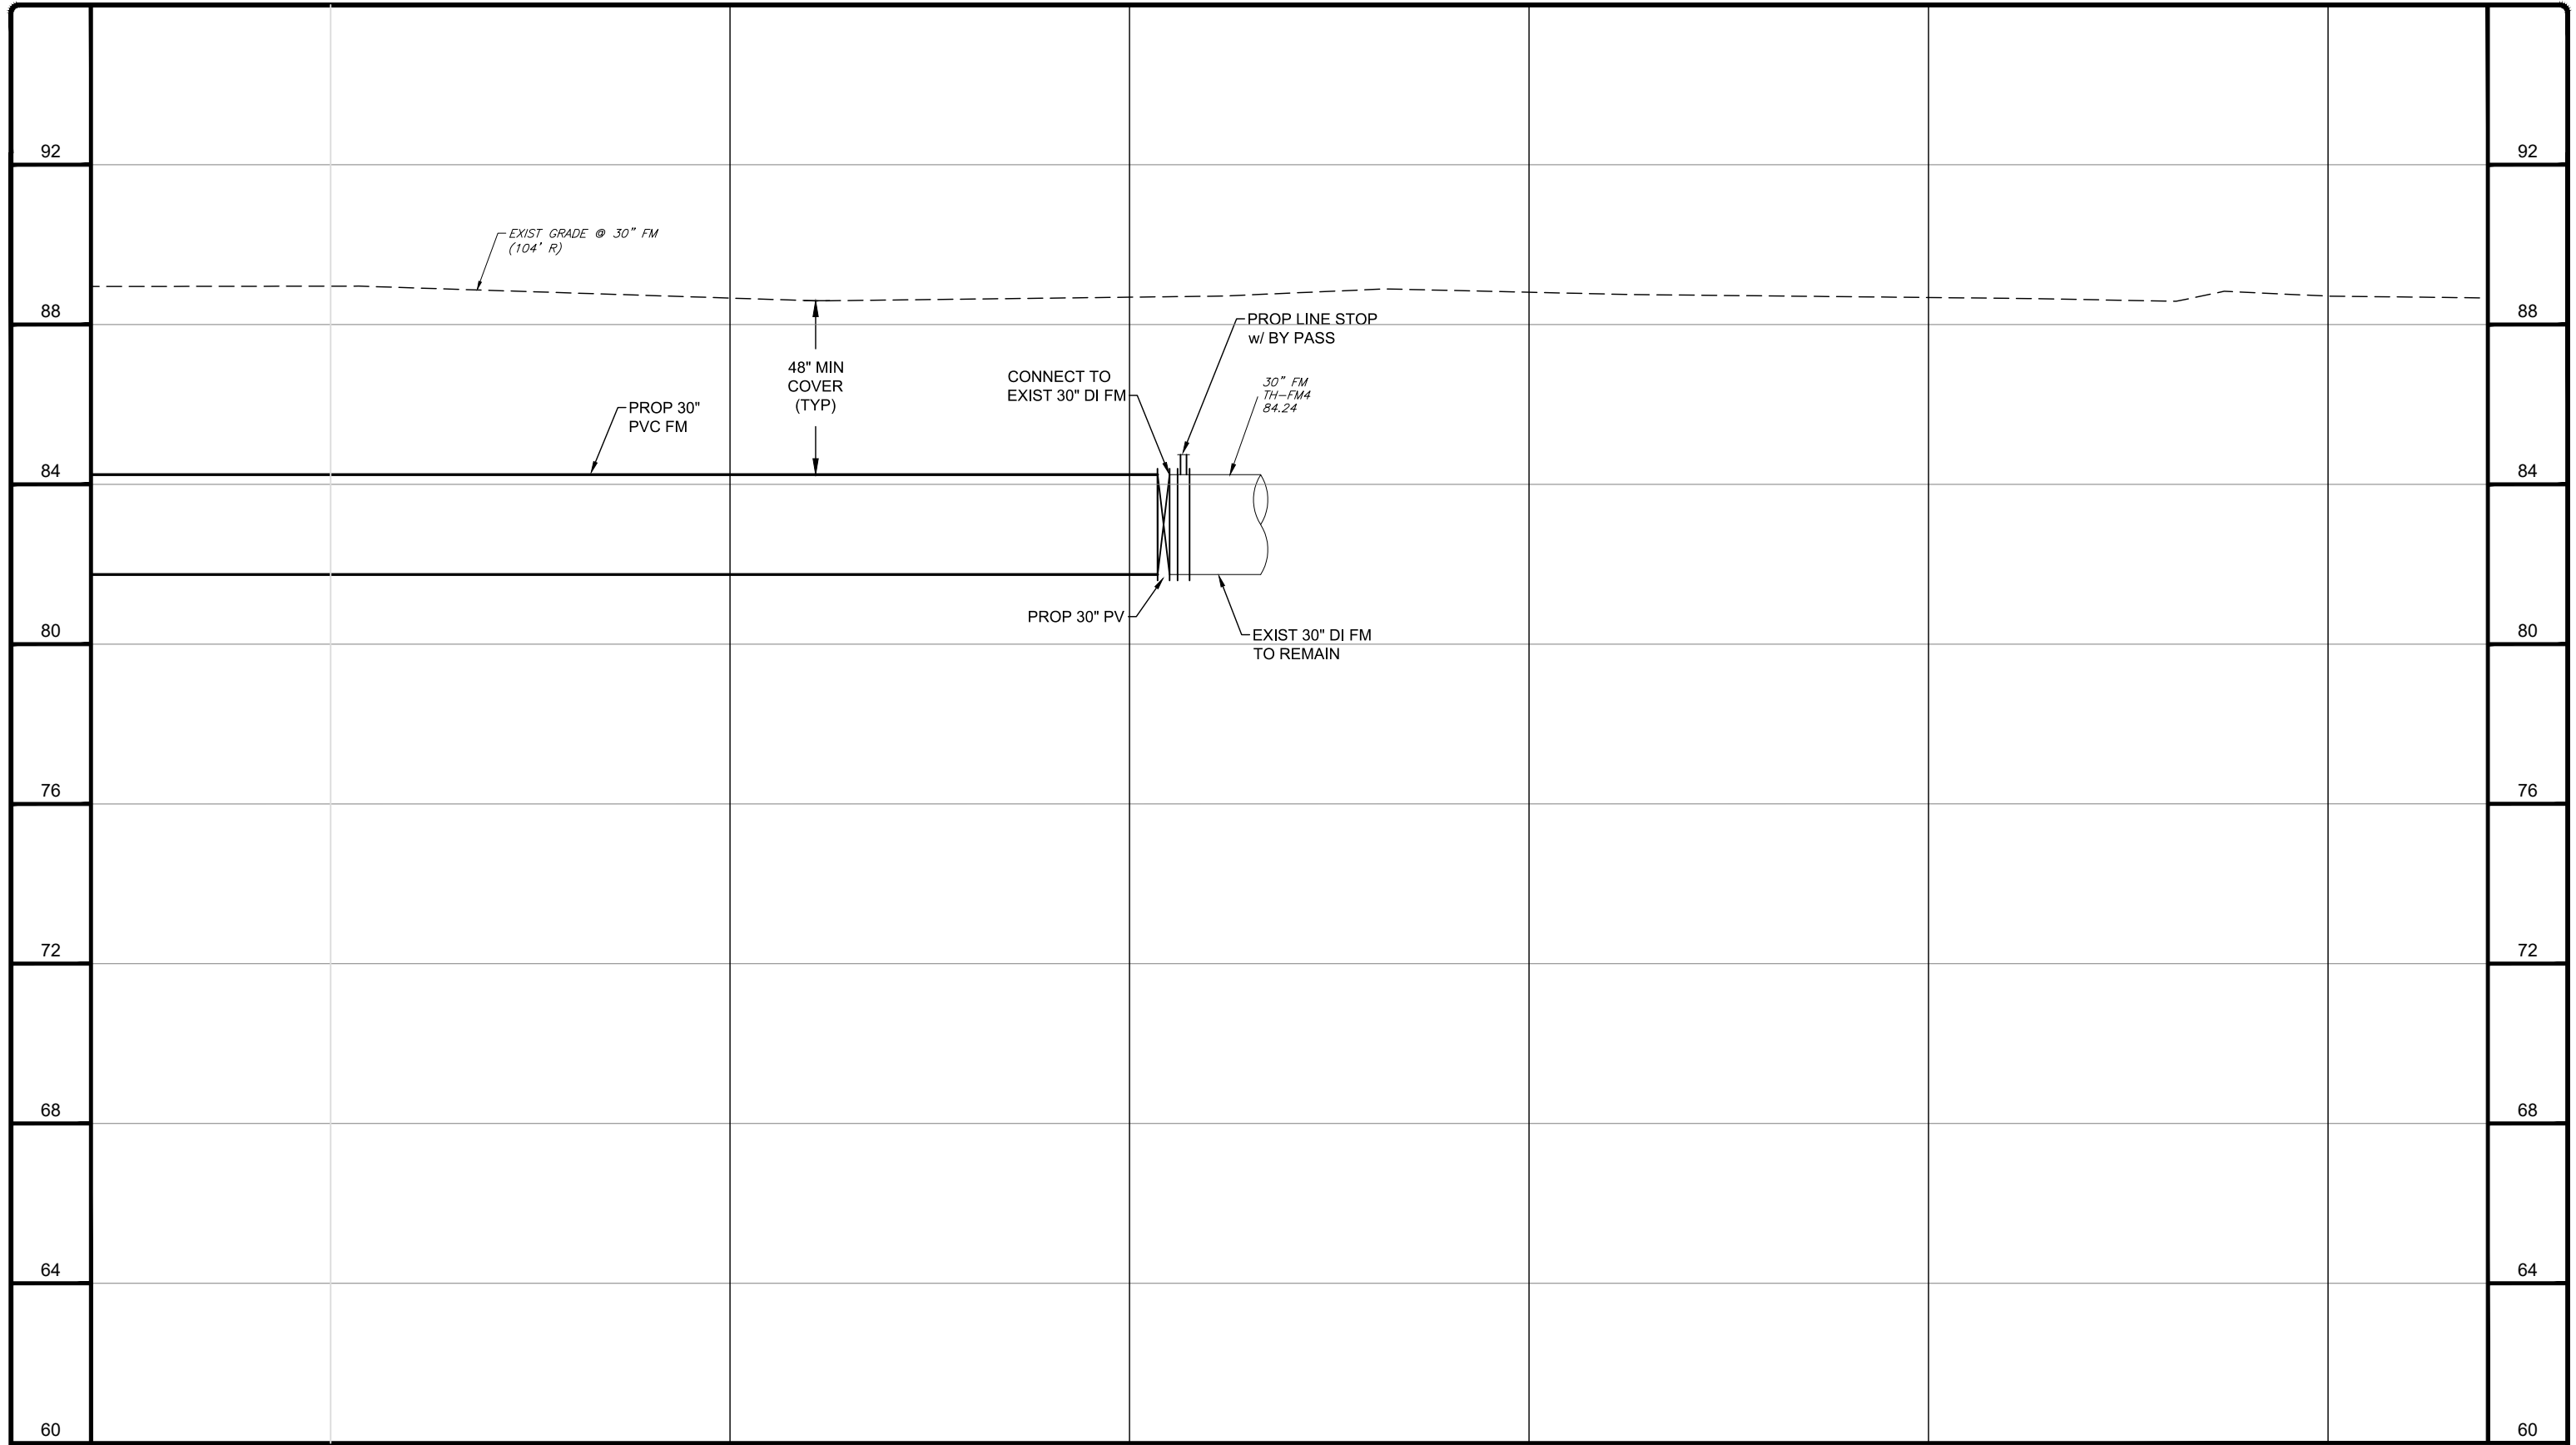 92
92
EXIST GRADE @ 30" FM
(104' R)
88
88
PROP LINE STOP
w/ BY PASS
48" MIN
COVER
(TYP)
CONNECT TO
EXIST 30" DI FM
30" FM
TH-FM4
84.24
PROP 30"
PVC FM
84
84
PROP 30" PV
EXIST 30" DI FM
TO REMAIN
80
80
76
76
72
72
68
68
64
64
60
60